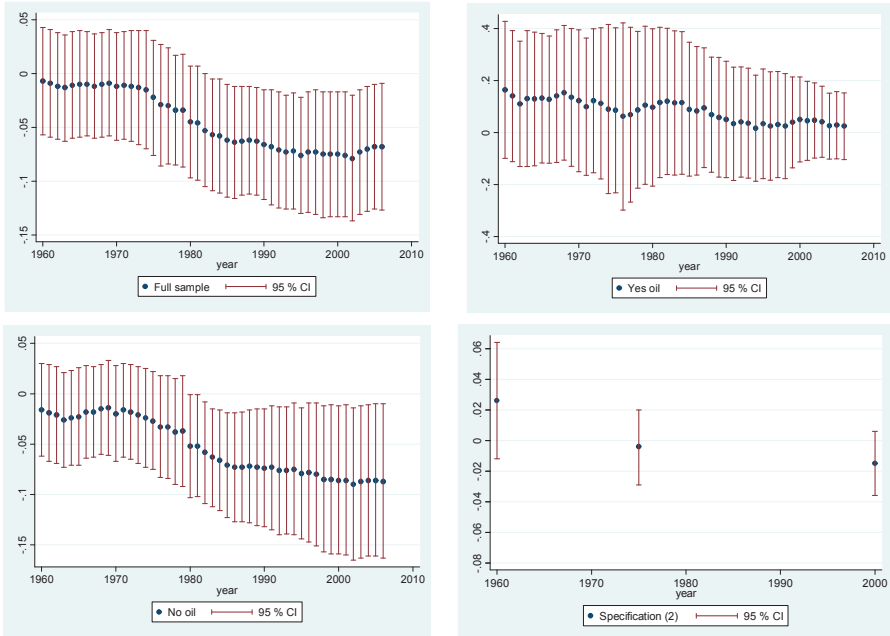 .05
0
-.05
-.1
-.15
1960 1970 1980 1990 2000 2010
year
Full sample 95 % CI
.4
.2
0
-.2
-.4
1960 1970 1980 1990 2000 2010
year
Yes oil 95 % CI
.05
0
-.05
-.1
-.15
1960 1970 1980 1990 2000 2010
year
No oil 95 % CI
.06
.04
.02
0
-.02
-.04
-.06
-.08
1960 1970 1980 1990 2000
year
Specification (2) 95 % CI